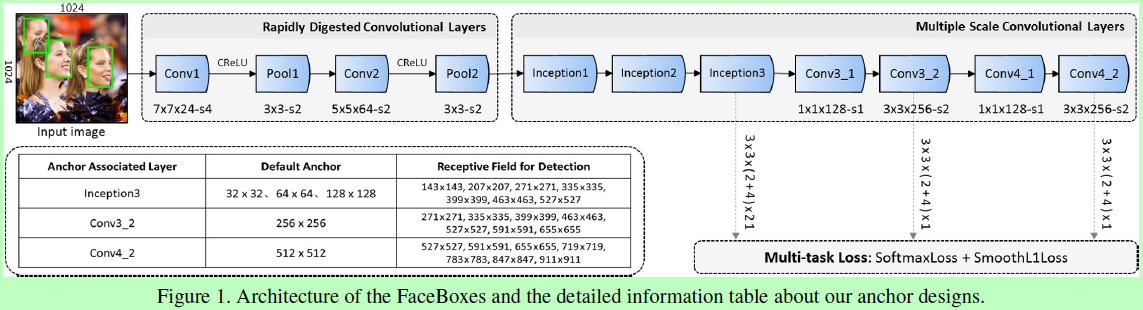 1024
1024
Input image
Rapidly Digested Convolutional Layers
Conv1
CReLU
Pool1
Conv2
CReLU
Pool2
7x7x24-s4
3x3-s2
5x5x64-s2
3x3-s2
Multiple Scale Convolutional Layers
Inception1
Inception2
Inception3
Conv3_1
Conv3_2
Conv4_1
Conv4_2
1x1x128-s1
3x3x256-s2
1x1x128-s1
3x3x256-s2
3x3x(2+4)x21
3x3x(2+4)x1
3x3x(2+4)x1
Anchor Associated Layer Default Anchor Receptive Field for Detection
Inception3 32 x 32、64 x 64、128 x 128 143x143, 207x207, 271x271, 335x335,
399x399, 463x463, 527x527
Conv3_2 256 x 256 271x271, 335x335, 399x399, 463x463,
527x527, 591x591, 655x655
Conv4_2 512 x 512 527x527, 591x591, 655x655, 719x719,
783x783, 847x847, 911x911
Multi-task Loss: SoftmaxLoss + SmoothL1Loss
Figure 1. Architecture of the FaceBoxes and the detailed information table about our anchor designs.